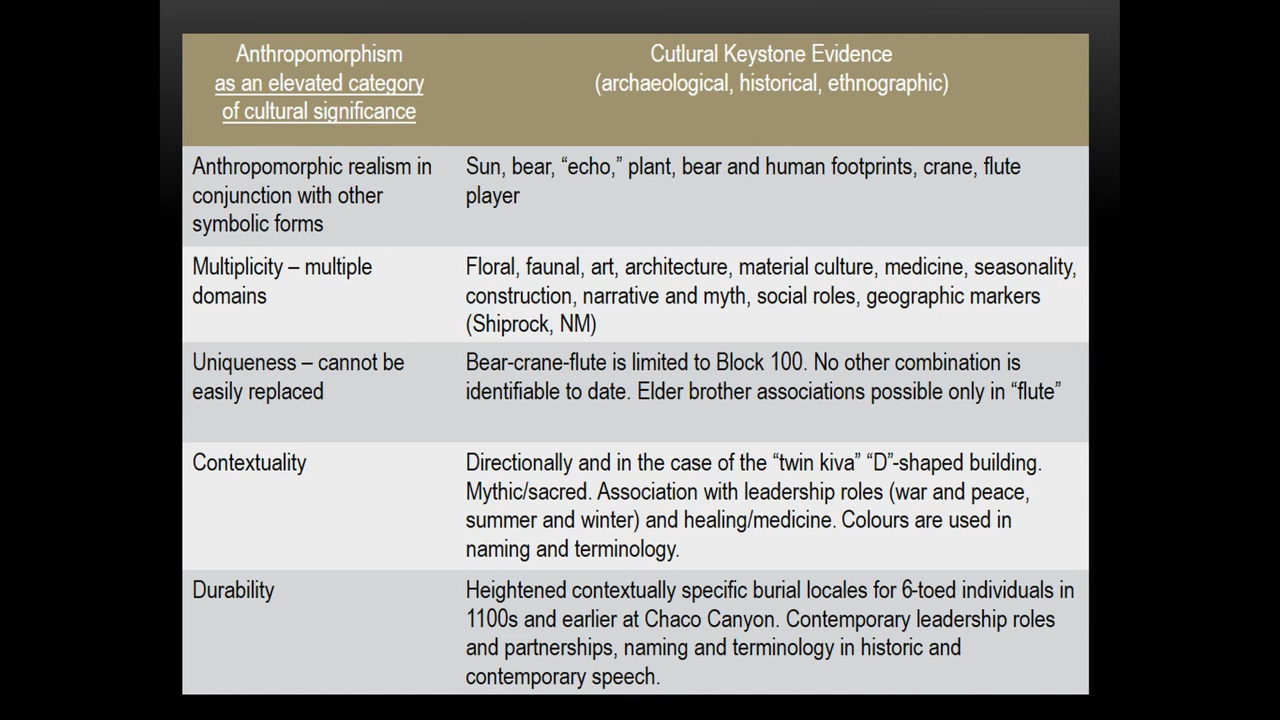 Anthropomorphism
as an elevated category
of cultural significance
Cutlural Keystone Evidence
(archaeological, historical, ethnographic)
Anthropomorphic realism in
conjunction with other
symbolic forms
Sun, bear, “echo,” plant, bear and human footprints, crane, flute
player
Multiplicity – multiple
domains
Floral, faunal, art, architecture, material culture, medicine, seasonality,
construction, narrative and myth, social roles, geographic markers
(Shiprock, NM)
Uniqueness – cannot be
easily replaced
Bear-crane-flute is limited to Block 100. No other combination is
identifiable to date. Elder brother associations possible only in “flute”
Contextuality
Directionally and in the case of the “twin kiva” “D”-shaped building.
Mythic/sacred. Association with leadership roles (war and peace,
summer and winter) and healing/medicine. Colours are used in
naming and terminology.
Durability
Heightened contextually specific burial locales for 6-toed individuals in
1100s and earlier at Chaco Canyon. Contemporary leadership roles
and partnerships, naming and terminology in historic and
contemporary speech.